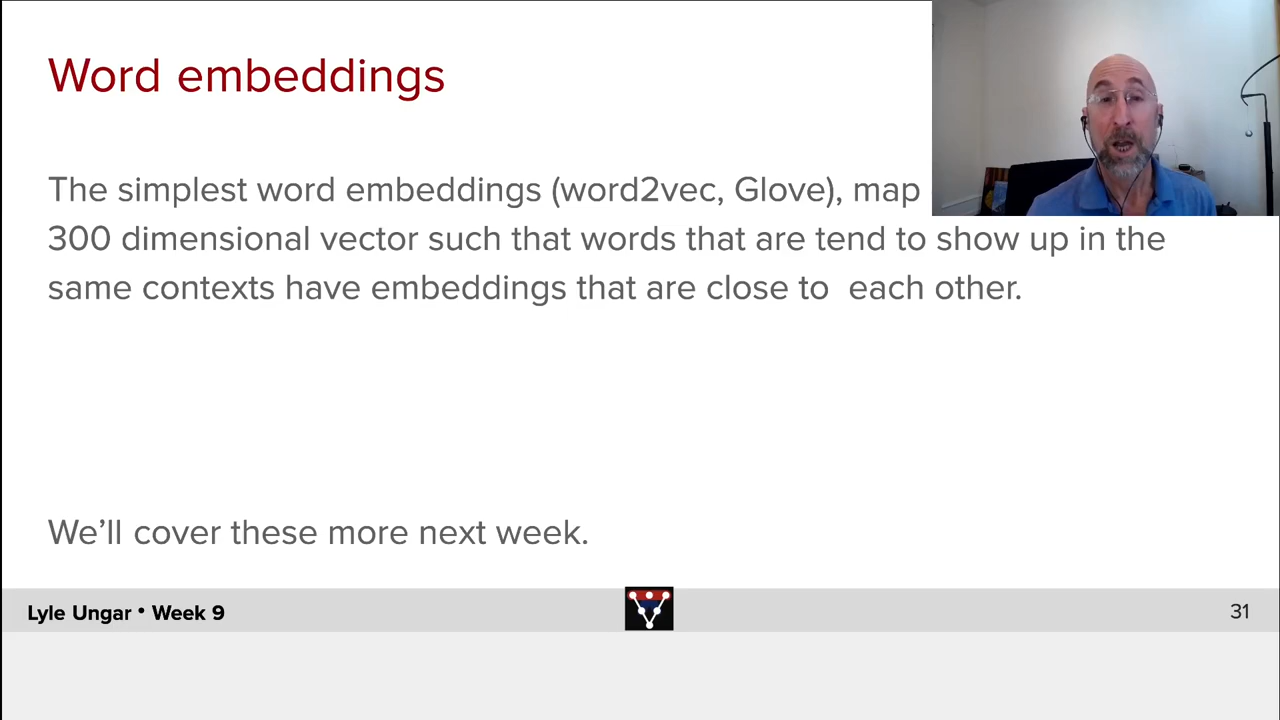 Word embeddings
The simplest word embeddings (word2vec, Glove), map
300 dimensional vector such that words that are tend to show up in the
same contexts have embeddings that are close to each other.
We'll cover these more next week.
Lyle Ungar • Week 9
31